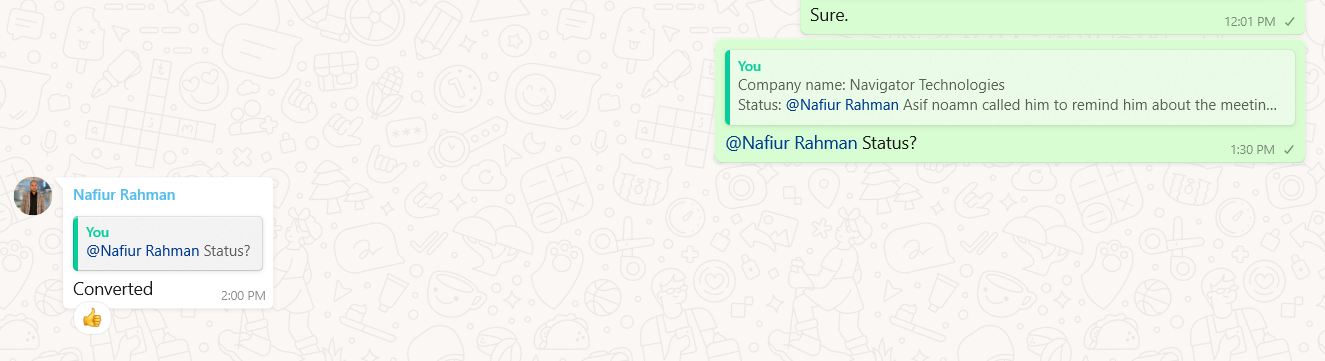 Sure.
12:01 PM
You
Company name: Navigator Technologies
Status: @Nafiur Rahman Asif noamn called him to remind him about the meetin...
@Nafiur Rahman Status?
1:30 PM
Nafiur Rahman
You
@Nafiur Rahman Status?
Converted
2:00 PM